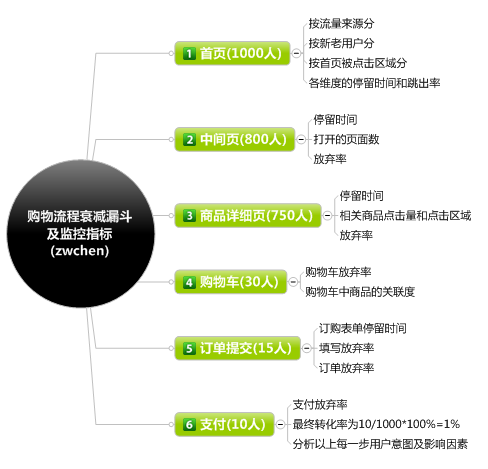 购物流程衰减漏斗
及监控指标
(zwchen)
1 首页(1000人)
按流量来源分
按新老用户分
按首页被点击区域分
各维度的停留时间和跳出率
2 中间页(800人)
停留时间
打开的页面数
放弃率
3 商品详细页(750人)
停留时间
相关商品点击量和点击区域
放弃率
4 购物车(30人)
购物车放弃率
购物车中商品的关联度
5 订单提交(15人)
订购表单停留时间
填写放弃率
订单放弃率
6 支付(10人)
支付放弃率
最终转化率为10/1000*100%=1%
分析以上每一步用户意图及影响因素